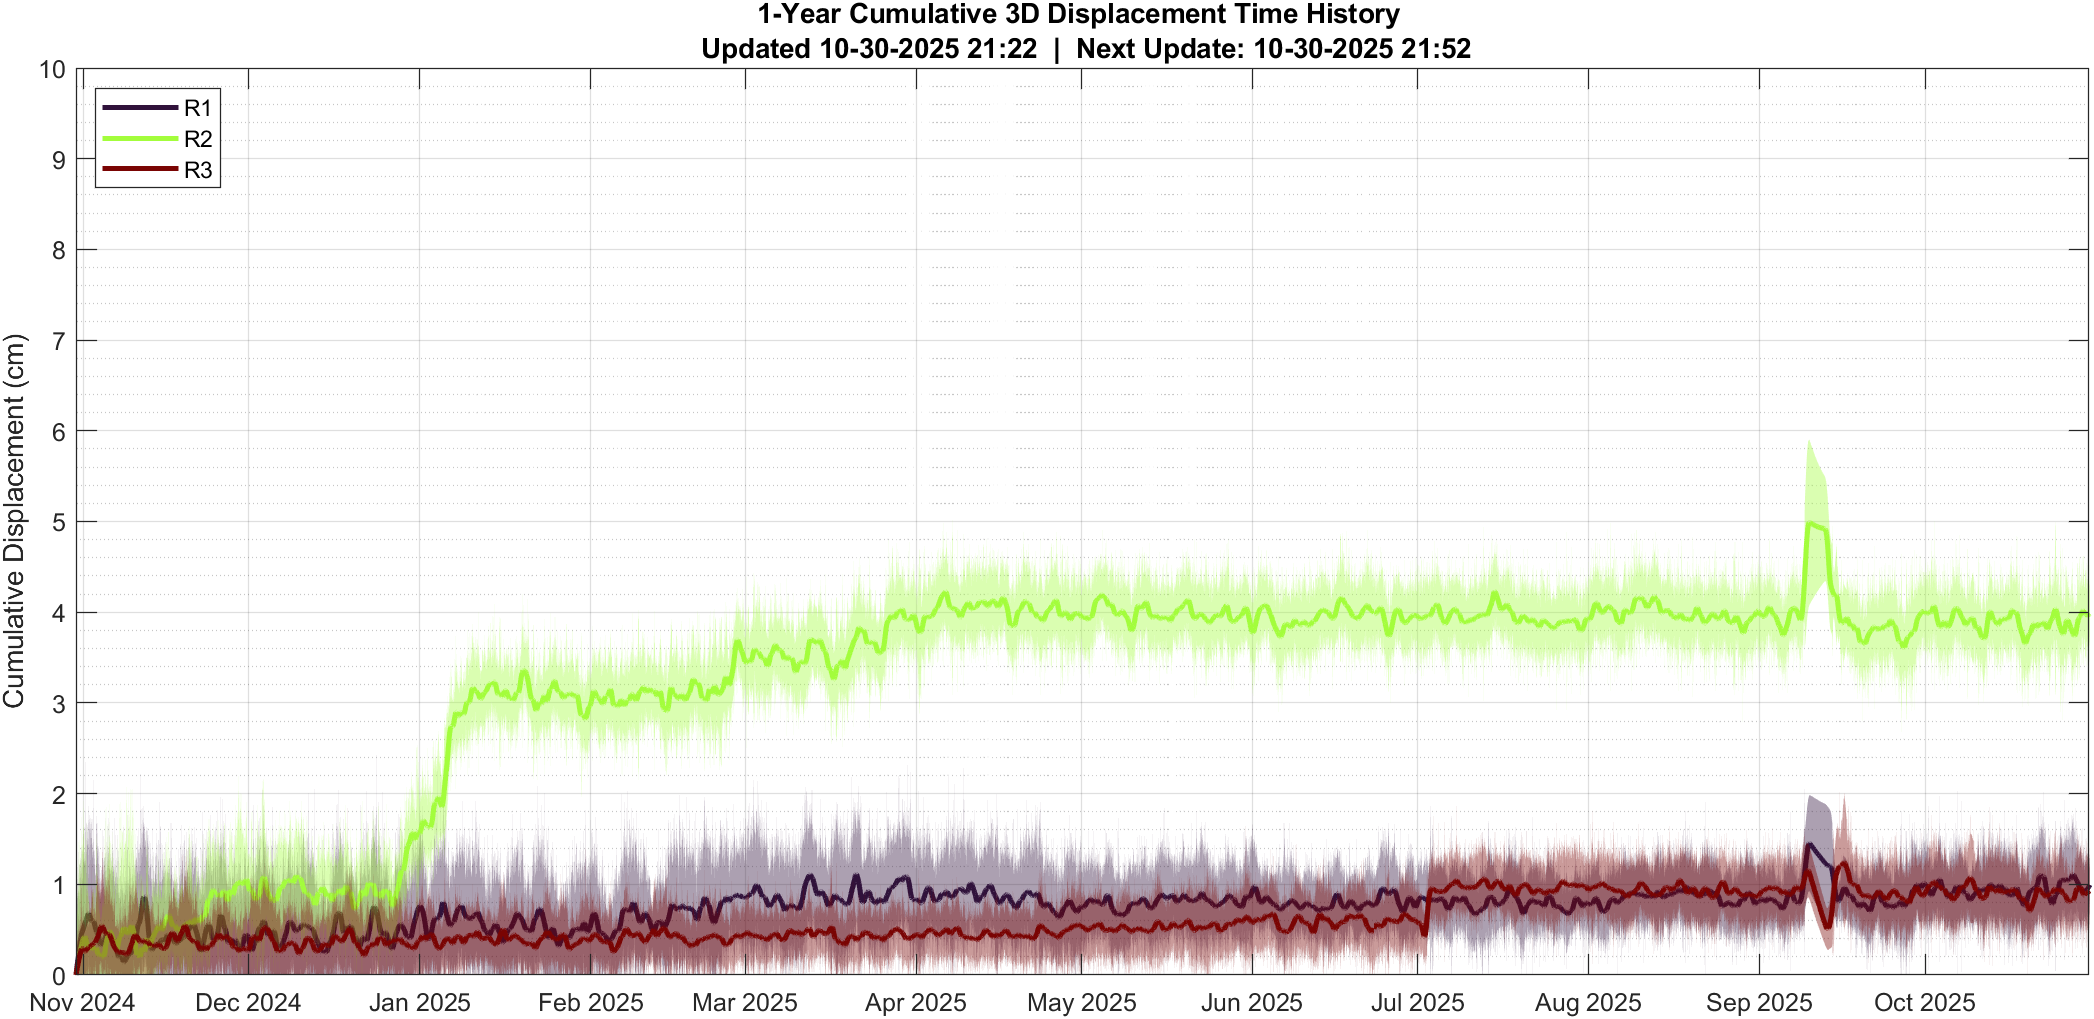 1-Year Cumulative 3D Displacement Time History
Updated 10-30-2025 21:22 | Next Update: 10-30-2025 21:52
R1
R2
R3
Cumulative Displacement (cm)
10
9
8
7
6
5
4
3
2
1
0
Nov 2024 Dec 2024 Jan 2025 Feb 2025 Mar 2025 Apr 2025 May 2025 Jun 2025 Jul 2025 Aug 2025 Sep 2025 Oct 2025